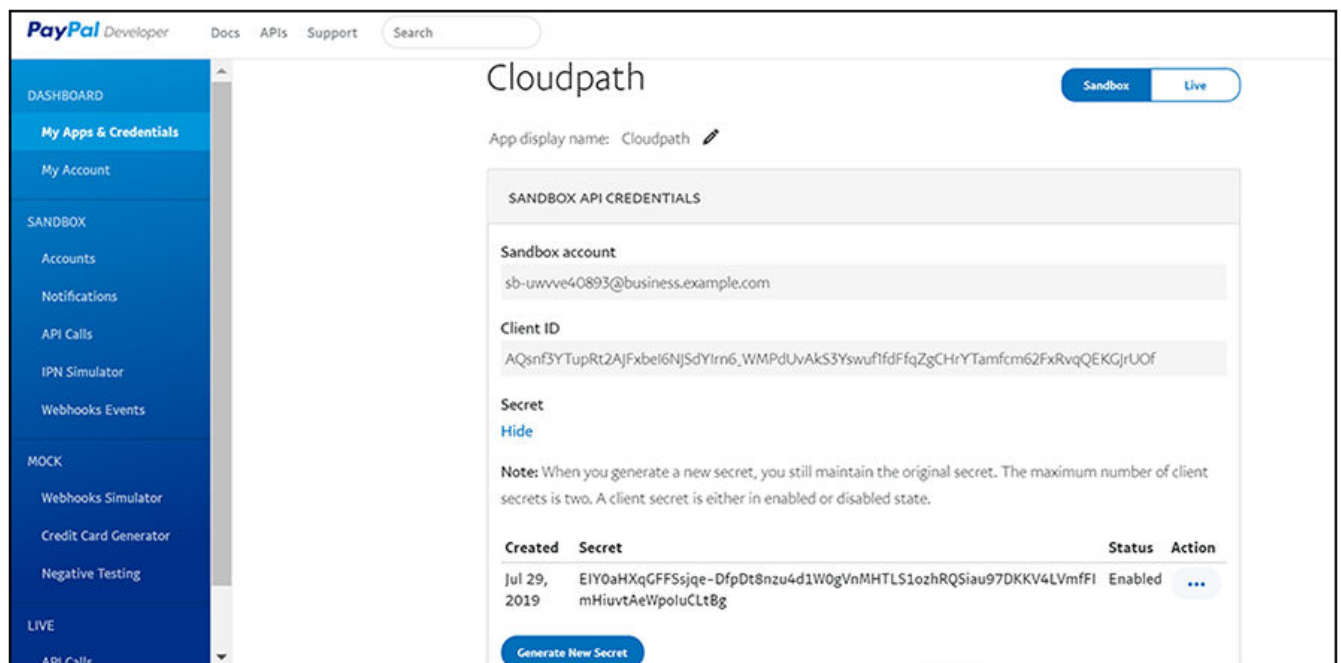 PayPal Developer Docs APIs Support Search
DASHBOARD
My Apps & Credentials
My Account
SANDBOX
Accounts
Notifications
API Calls
IPN Simulator
Webhooks Events
MOCK
Webhooks Simulator
Credit Card Generator
Negative Testing
LIVE
API Calls
Cloudpath
Sandbox Live
App display name: Cloudpath
SANDBOX API CREDENTIALS
Sandbox account
sb-uwvve40893@business.example.com
Client ID
AQsnf3YTupRt2AJFxbeI6NJSdYIrn6_WMPdUvAkS3Yswuf1fdFfqZgCHrYTamfcm62FxRvqQEKGJrUOf
Secret
Hide
Note: When you generate a new secret, you still maintain the original secret. The maximum number of client
secrets is two. A client secret is either in enabled or disabled state.
Created Secret Status Action
Jul 29, EIY0aHXqGFFSsjqe-DfpDt8nzu4d1W0gVnMHTLS1ozhRQSiau97DKKV4LVmfFI Enabled
2019 mHiuvtAeWpoIuCLtBg
Generate New Secret